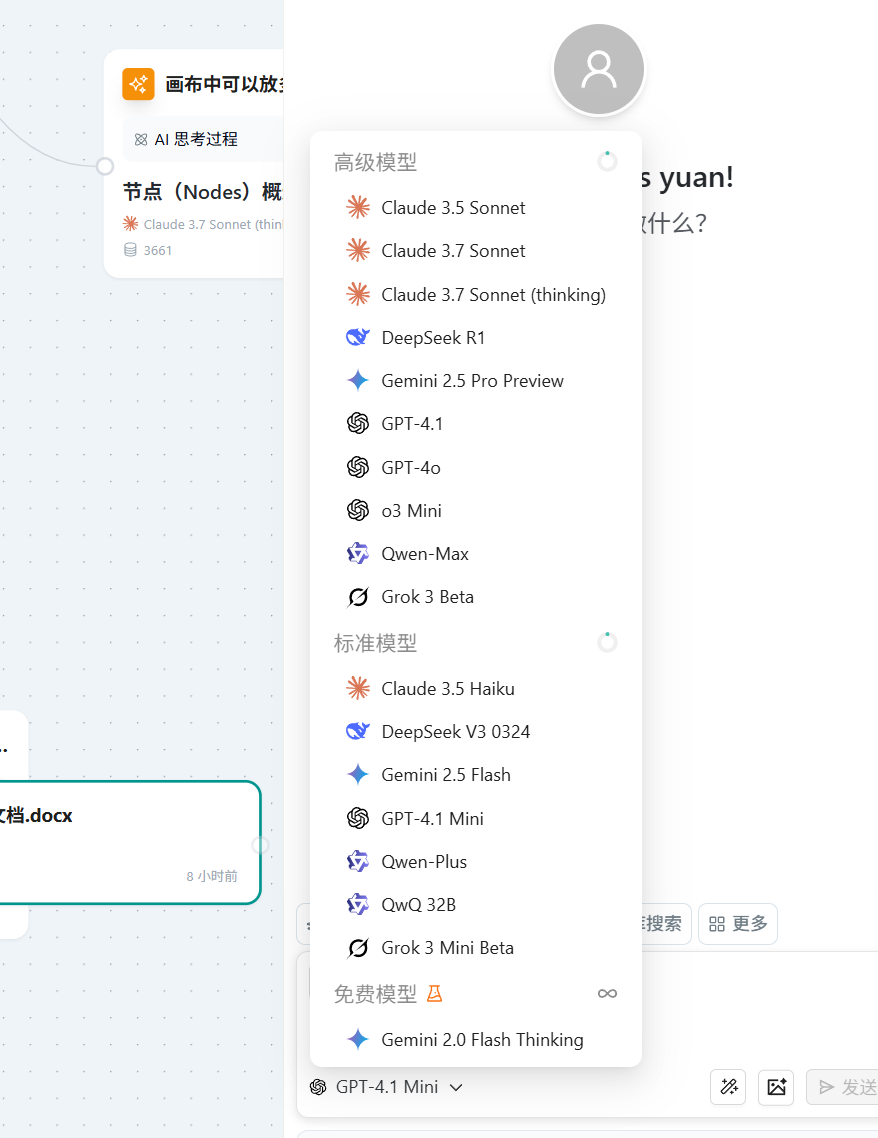 画布中可以放
AI 思考过程
节点（Nodes）概
Claude 3.7 Sonnet (thin
3661
...
文档.docx
8 小时前
s yuan!
做什么？
高级模型
Claude 3.5 Sonnet
Claude 3.7 Sonnet
Claude 3.7 Sonnet (thinking)
DeepSeek R1
Gemini 2.5 Pro Preview
GPT-4.1
GPT-4o
o3 Mini
Qwen-Max
Grok 3 Beta
标准模型
Claude 3.5 Haiku
DeepSeek V3 0324
Gemini 2.5 Flash
GPT-4.1 Mini
Qwen-Plus
QwQ 32B
Grok 3 Mini Beta
免费模型
Gemini 2.0 Flash Thinking
搜索
更多
GPT-4.1 Mini
发送